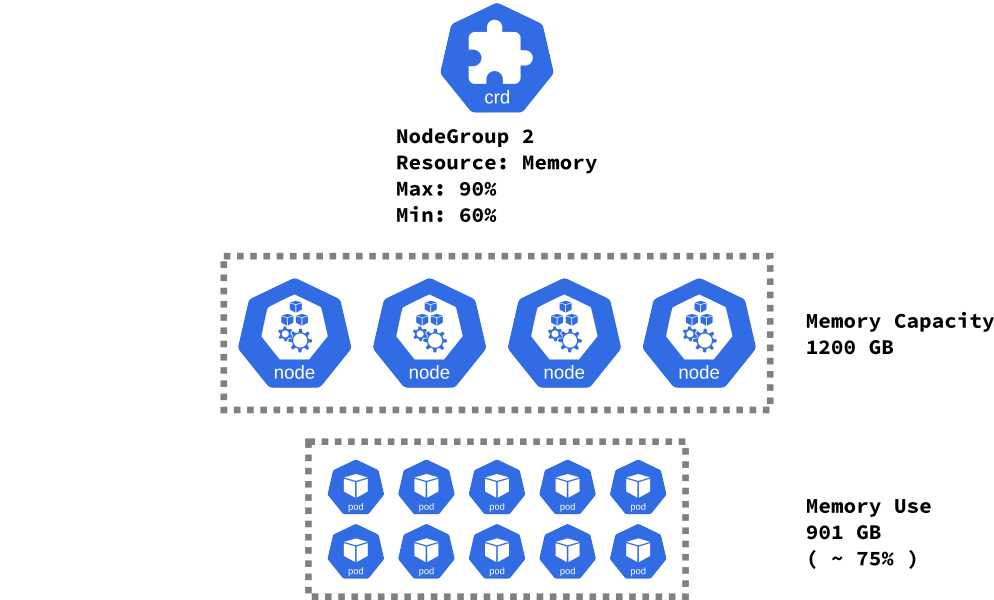 crd
NodeGroup 2
Resource: Memory
Max: 90%
Min: 60%
node node node node
Memory Capacity
1200 GB
pod pod pod pod pod
pod pod pod pod pod
Memory Use
901 GB
( ~ 75% )